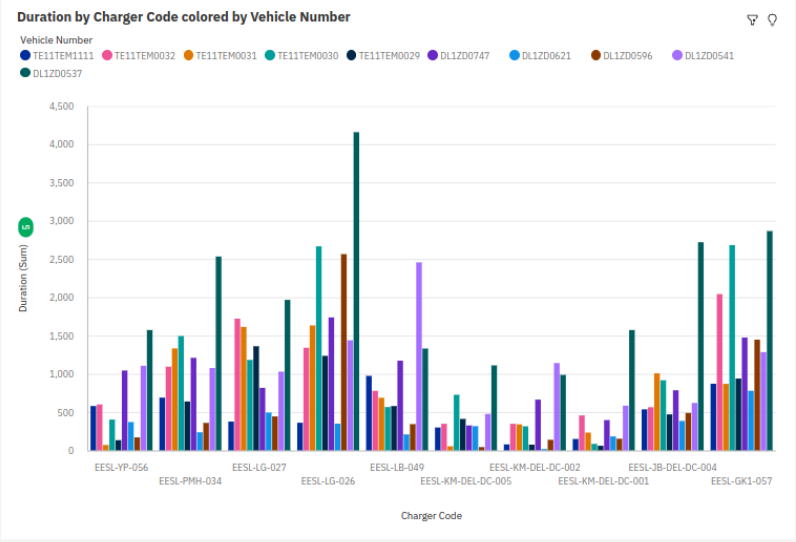 Duration by Charger Code colored by Vehicle Number
Vehicle Number
TE11TEM1111 TE11TEM0032 TE11TEM0031 TE11TEM0030 TE11TEM0029 DL1ZD0747 DL1ZD0621 DL1ZD0596 DL1ZD0541
DL1ZD0537
4,500
4,000
3,500
3,000
2,500
2,000
1,500
1,000
500
0
Duration (Sum)
5
EESL-YP-056 EESL-LG-027 EESL-LB-049 EESL-KM-DEL-DC-002 EESL-JB-DEL-DC-004
EESL-PMH-034 EESL-LG-026 EESL-KM-DEL-DC-005 EESL-KM-DEL-DC-001 EESL-GK1-057
Charger Code